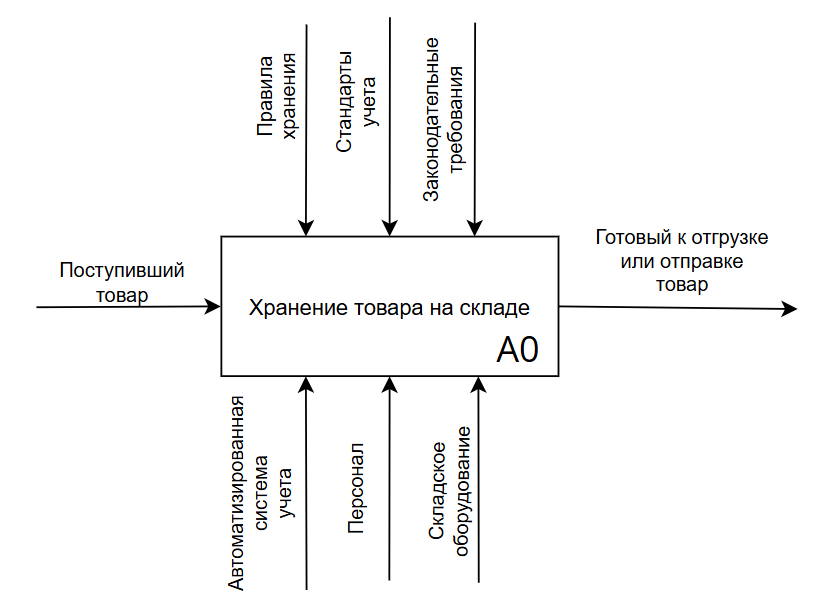 Правила
хранения
Стандарты
учета
Законодательные
требования
Поступивший
товар
Хранение товара на складе
A0
Готовый к отгрузке
или отправке
товар
Автоматизированная
система
учета
Персонал
Складское
оборудование